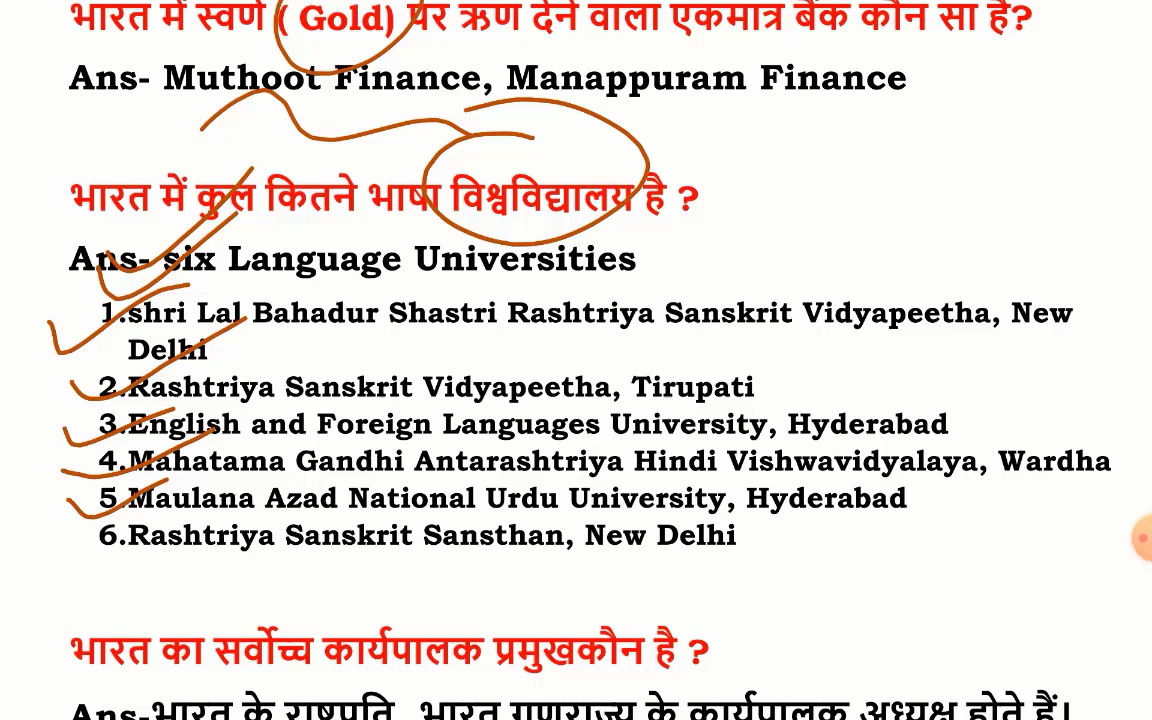 भारत में स्वर्ण ( Gold) पर ऋण देने वाला एकमात्र बैंक कौन सा है?
Ans- Muthoot Finance, Manappuram Finance
भारत में कुल कितने भाषा विश्वविद्यालय है ?
Ans- six Language Universities
1.shri Lal Bahadur Shastri Rashtriya Sanskrit Vidyapeetha, New
Delhi
2.Rashtriya Sanskrit Vidyapeetha, Tirupati
3.English and Foreign Languages University, Hyderabad
4.Mahatama Gandhi Antarashtriya Hindi Vishwavidyalaya, Wardha
5.Maulana Azad National Urdu University, Hyderabad
6.Rashtriya Sanskrit Sansthan, New Delhi
भारत का सर्वोच्च कार्यपालक प्रमुखकौन है ?
Ans-भारत के राष्ट्रपति, भारत गणराज्य के कार्यपालक अध्यक्ष होते हैं।